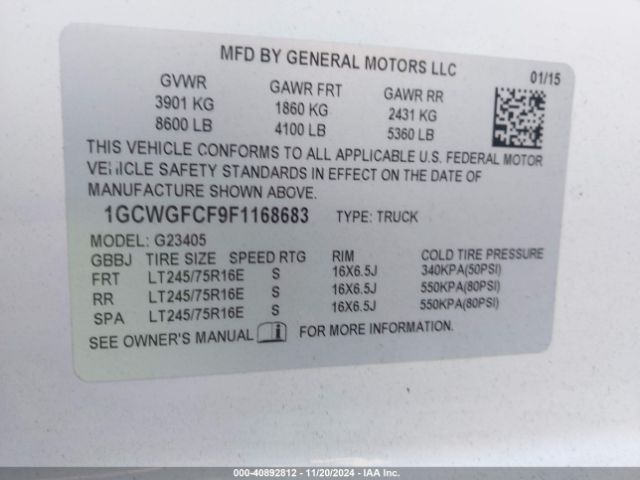 MFD BY GENERAL MOTORS LLC 01/15
GVWR GAWR FRT GAWR RR
3901 KG 1860 KG 2431 KG
8600 LB 4100 LB 5360 LB
THIS VEHICLE CONFORMS TO ALL APPLICABLE U.S. FEDERAL MOTOR
VEHICLE SAFETY STANDARDS IN EFFECT ON THE DATE OF
MANUFACTURE SHOWN ABOVE.
1GCWGFCF9F1168683 TYPE: TRUCK
MODEL: G23405
GBBJ TIRE SIZE SPEED RTG RIM COLD TIRE PRESSURE
FRT LT245/75R16E S 16X6.5J 340KPA(50PSI)
RR LT245/75R16E S 16X6.5J 550KPA(80PSI)
SPA LT245/75R16E S 16X6.5J 550KPA(80PSI)
SEE OWNER'S MANUAL i FOR MORE INFORMATION.
000-40892812 - 11/20/2024 - IAA Inc.